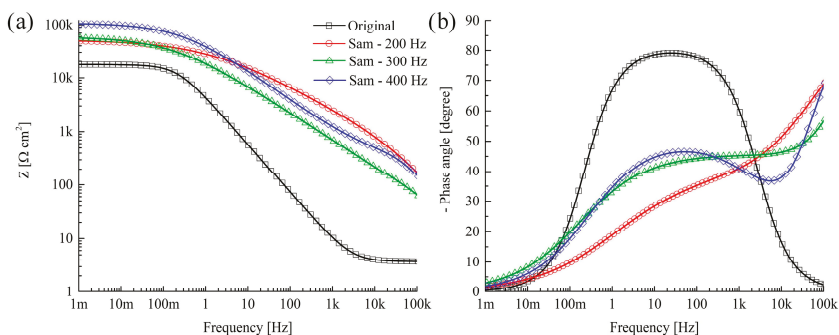 (a)
Original
Sam - 200 Hz
Sam - 300 Hz
Sam - 400 Hz
100k
10k
1k
100
10
1
Z [Ω cm²]
1m 10m 100m 1 10 100 1k 10k 100k
Frequency [Hz]
(b)
90
80
70
60
50
40
30
20
10
0
- Phase angle [degree]
1m 10m 100m 1 10 100 1k 10k 100k
Frequency [Hz]